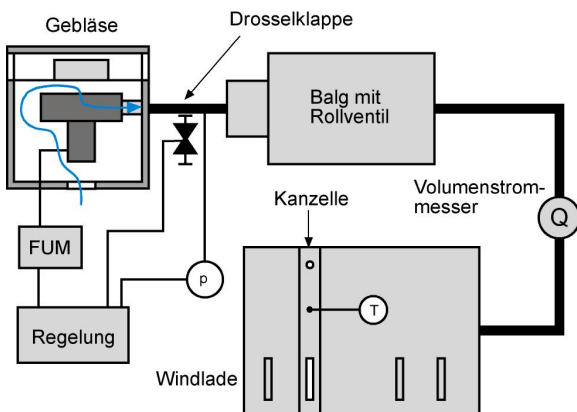 Gebläse
Drosselklappe
Balg mit
Rollventil
Volumenstrom-
messer
Q
Kanzelle
FUM
p
T
Regelung
Windlade